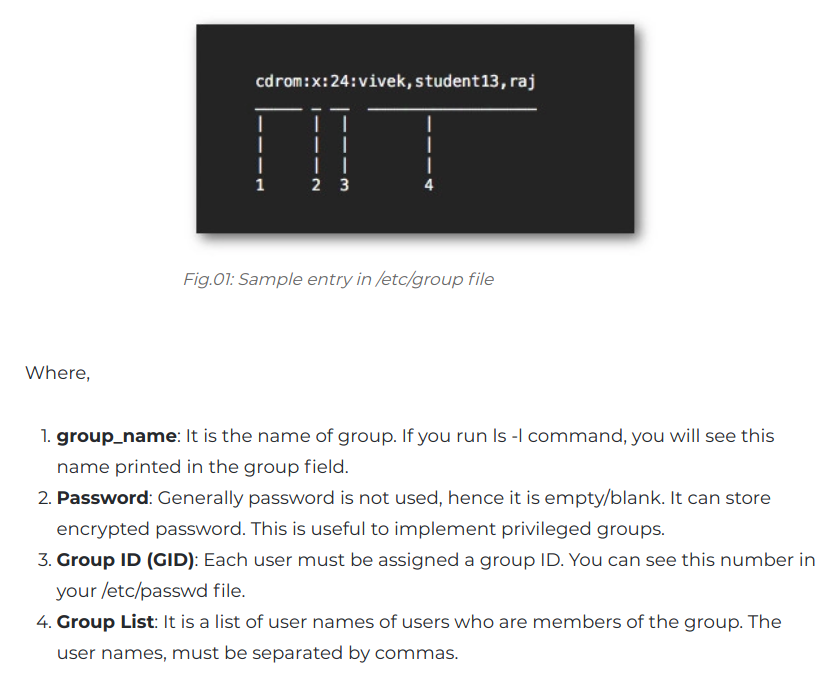 cdrom:x:24:vivek,student13,raj
1 2 3 4
Fig.01: Sample entry in /etc/group file
Where,
1. group_name: It is the name of group. If you run ls -l command, you will see this
name printed in the group field.
2. Password: Generally password is not used, hence it is empty/blank. It can store
encrypted password. This is useful to implement privileged groups.
3. Group ID (GID): Each user must be assigned a group ID. You can see this number in
your /etc/passwd file.
4. Group List: It is a list of user names of users who are members of the group. The
user names, must be separated by commas.